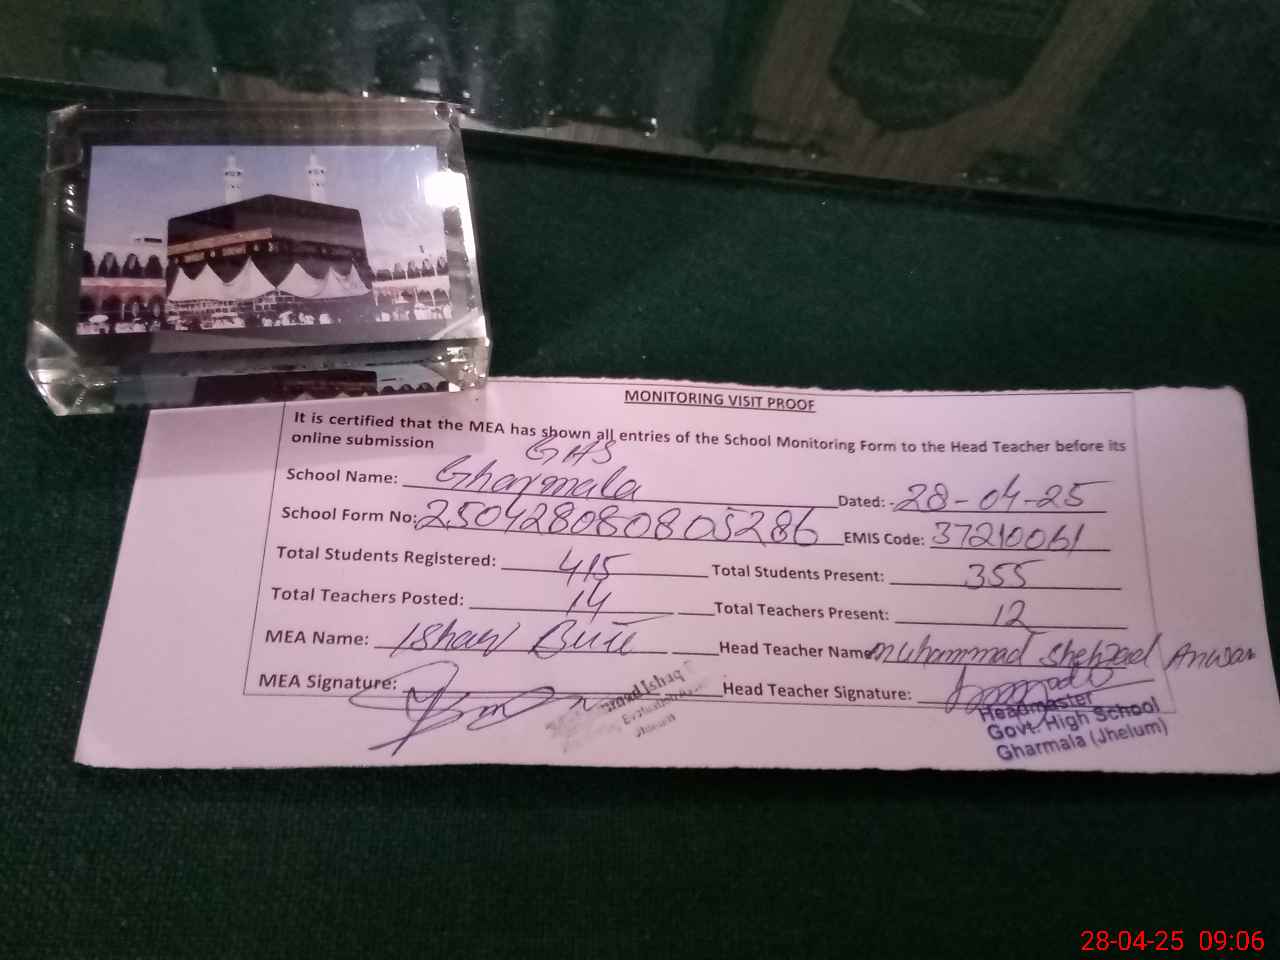 MONITORING VISIT PROOF
It is certified that the MEA has shown all entries of the School Monitoring Form to the Head Teacher before its
online submission
GHS
School Name: Gharmala Dated: - 28-04-25
School Form No: 250428080805286 EMIS Code: 37210061
Total Students Registered: 415 Total Students Present: 355
Total Teachers Posted: 14 Total Teachers Present: 12
MEA Name: Ishaq Butt Head Teacher Name Muhammad Shehzad Anwar
MEA Signature: Head Teacher Signature:
Ishaq
Evaluation
Jhelum
Headmaster
Govt. High School
Gharmala (Jhelum)
28-04-25 09:06